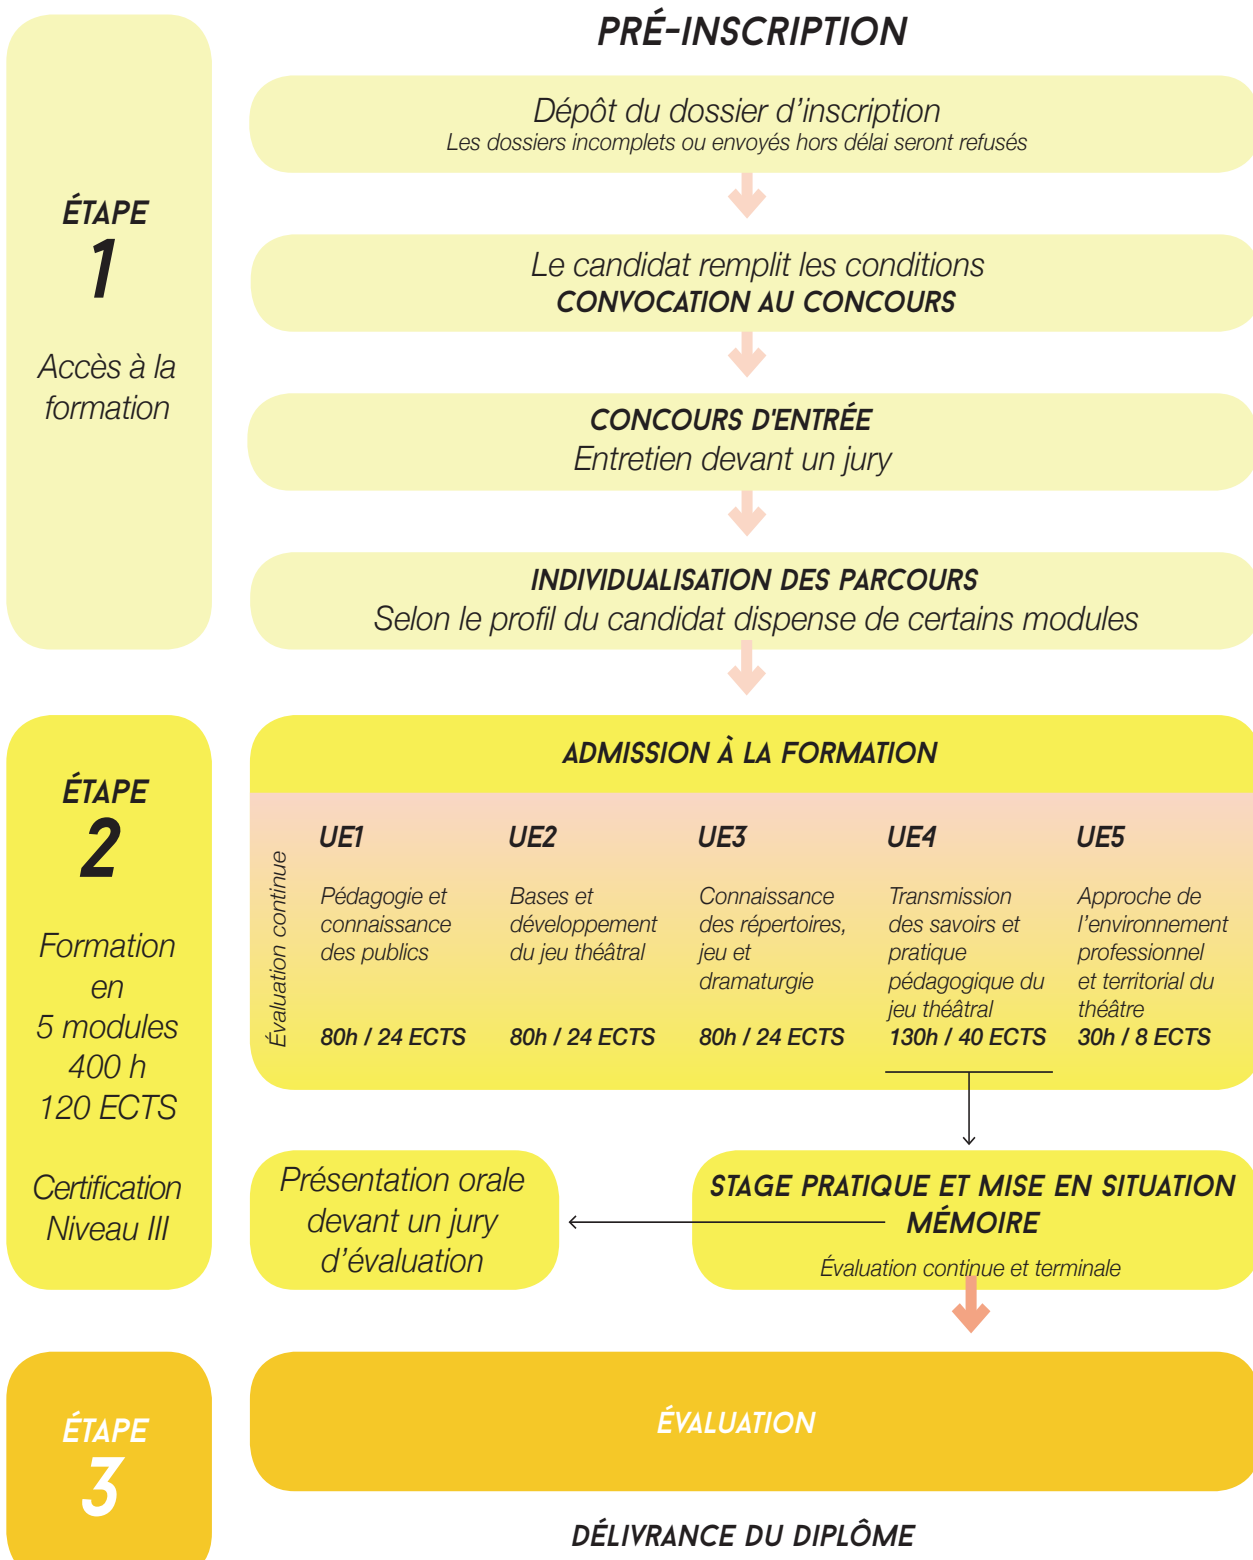 PRÉ-INSCRIPTION
ÉTAPE
1
Accès à la
formation
Dépôt du dossier d'inscription
Les dossiers incomplets ou envoyés hors délai seront refusés
Le candidat remplit les conditions
CONVOCATION AU CONCOURS
CONCOURS D'ENTRÉE
Entretien devant un jury
INDIVIDUALISATION DES PARCOURS
Selon le profil du candidat dispense de certains modules
ÉTAPE
2
Formation
en
5 modules
400 h
120 ECTS
Certification
Niveau III
ADMISSION À LA FORMATION
Évaluation continue
UE1
Pédagogie et
connaissance
des publics
80h / 24 ECTS
UE2
Bases et
développement
du jeu théâtral
80h / 24 ECTS
UE3
Connaissance
des répertoires,
jeu et
dramaturgie
80h / 24 ECTS
UE4
Transmission
des savoirs et
pratique
pédagogique du
jeu théâtral
130h / 40 ECTS
UE5
Approche de
l'environnement
professionnel
et territorial du
théâtre
30h / 8 ECTS
Présentation orale
devant un jury
d'évaluation
STAGE PRATIQUE ET MISE EN SITUATION
MÉMOIRE
Évaluation continue et terminale
ÉTAPE
3
ÉVALUATION
DÉLIVRANCE DU DIPLÔME